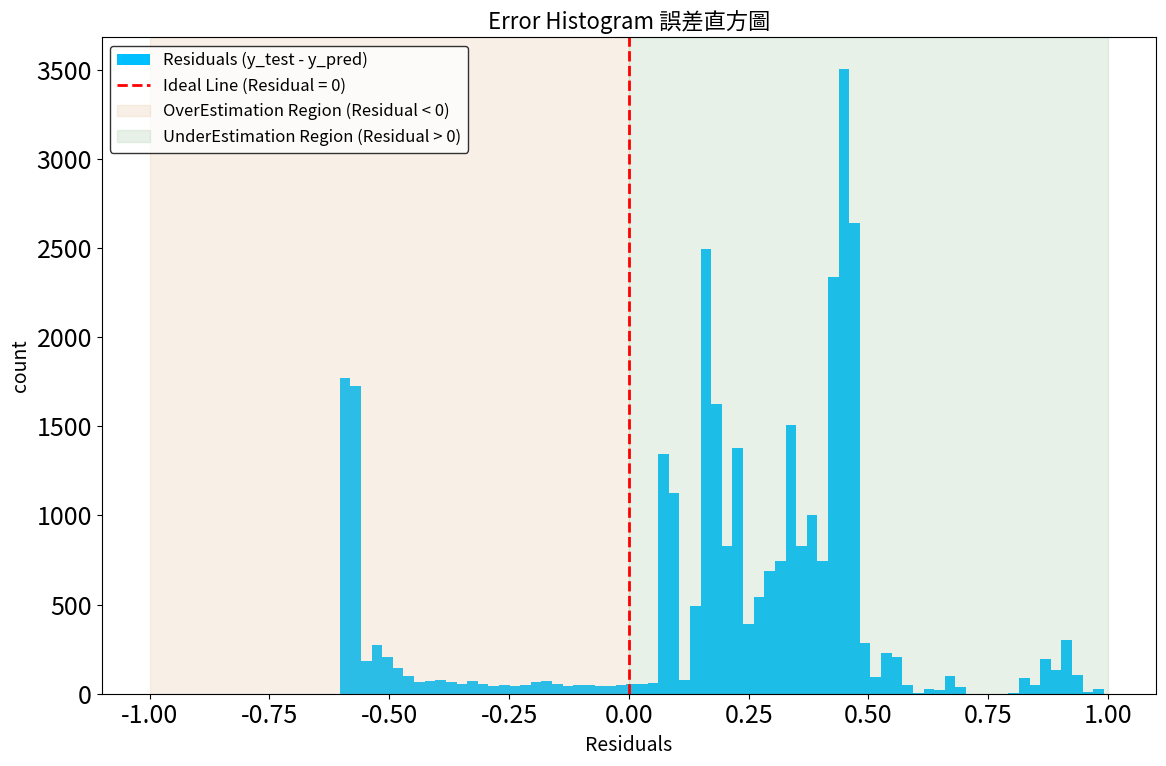 Error Histogram 誤差直方圖
Residuals (y_test - y_pred)
Ideal Line (Residual = 0)
OverEstimation Region (Residual < 0)
UnderEstimation Region (Residual > 0)
3500
3000
2500
2000
1500
1000
500
0
count
-1.00 -0.75 -0.50 -0.25 0.00 0.25 0.50 0.75 1.00
Residuals